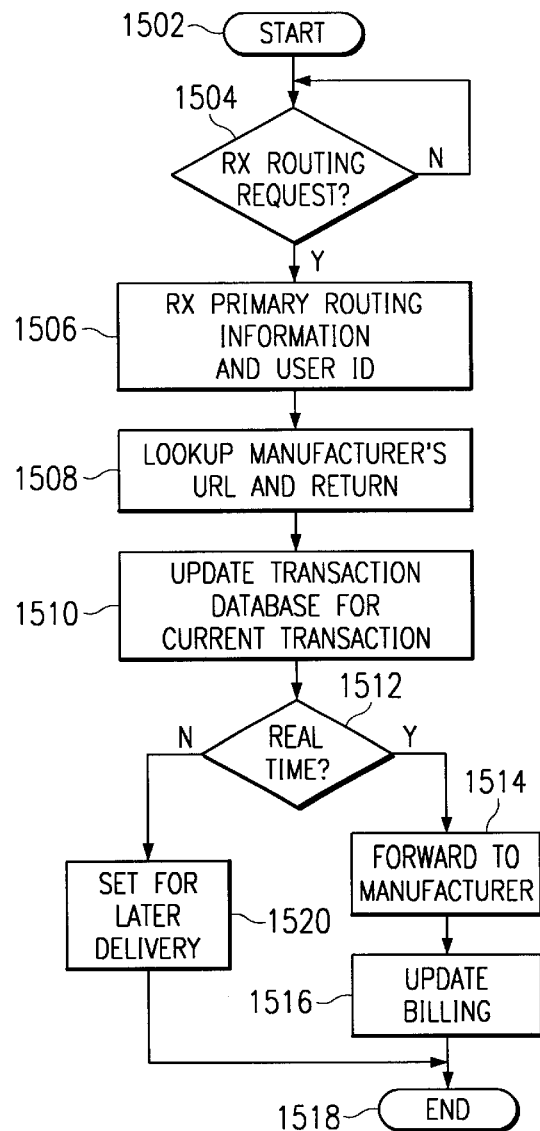 1502
START
1504
RX ROUTING
REQUEST?
N
Y
1506
RX PRIMARY ROUTING
INFORMATION
AND USER ID
1508
LOOKUP MANUFACTURER'S
URL AND RETURN
1510
UPDATE TRANSACTION
DATABASE FOR
CURRENT TRANSACTION
1512
N
REAL
TIME?
Y
1514
FORWARD TO
MANUFACTURER
SET FOR
LATER
DELIVERY
1520
1516
UPDATE
BILLING
1518
END